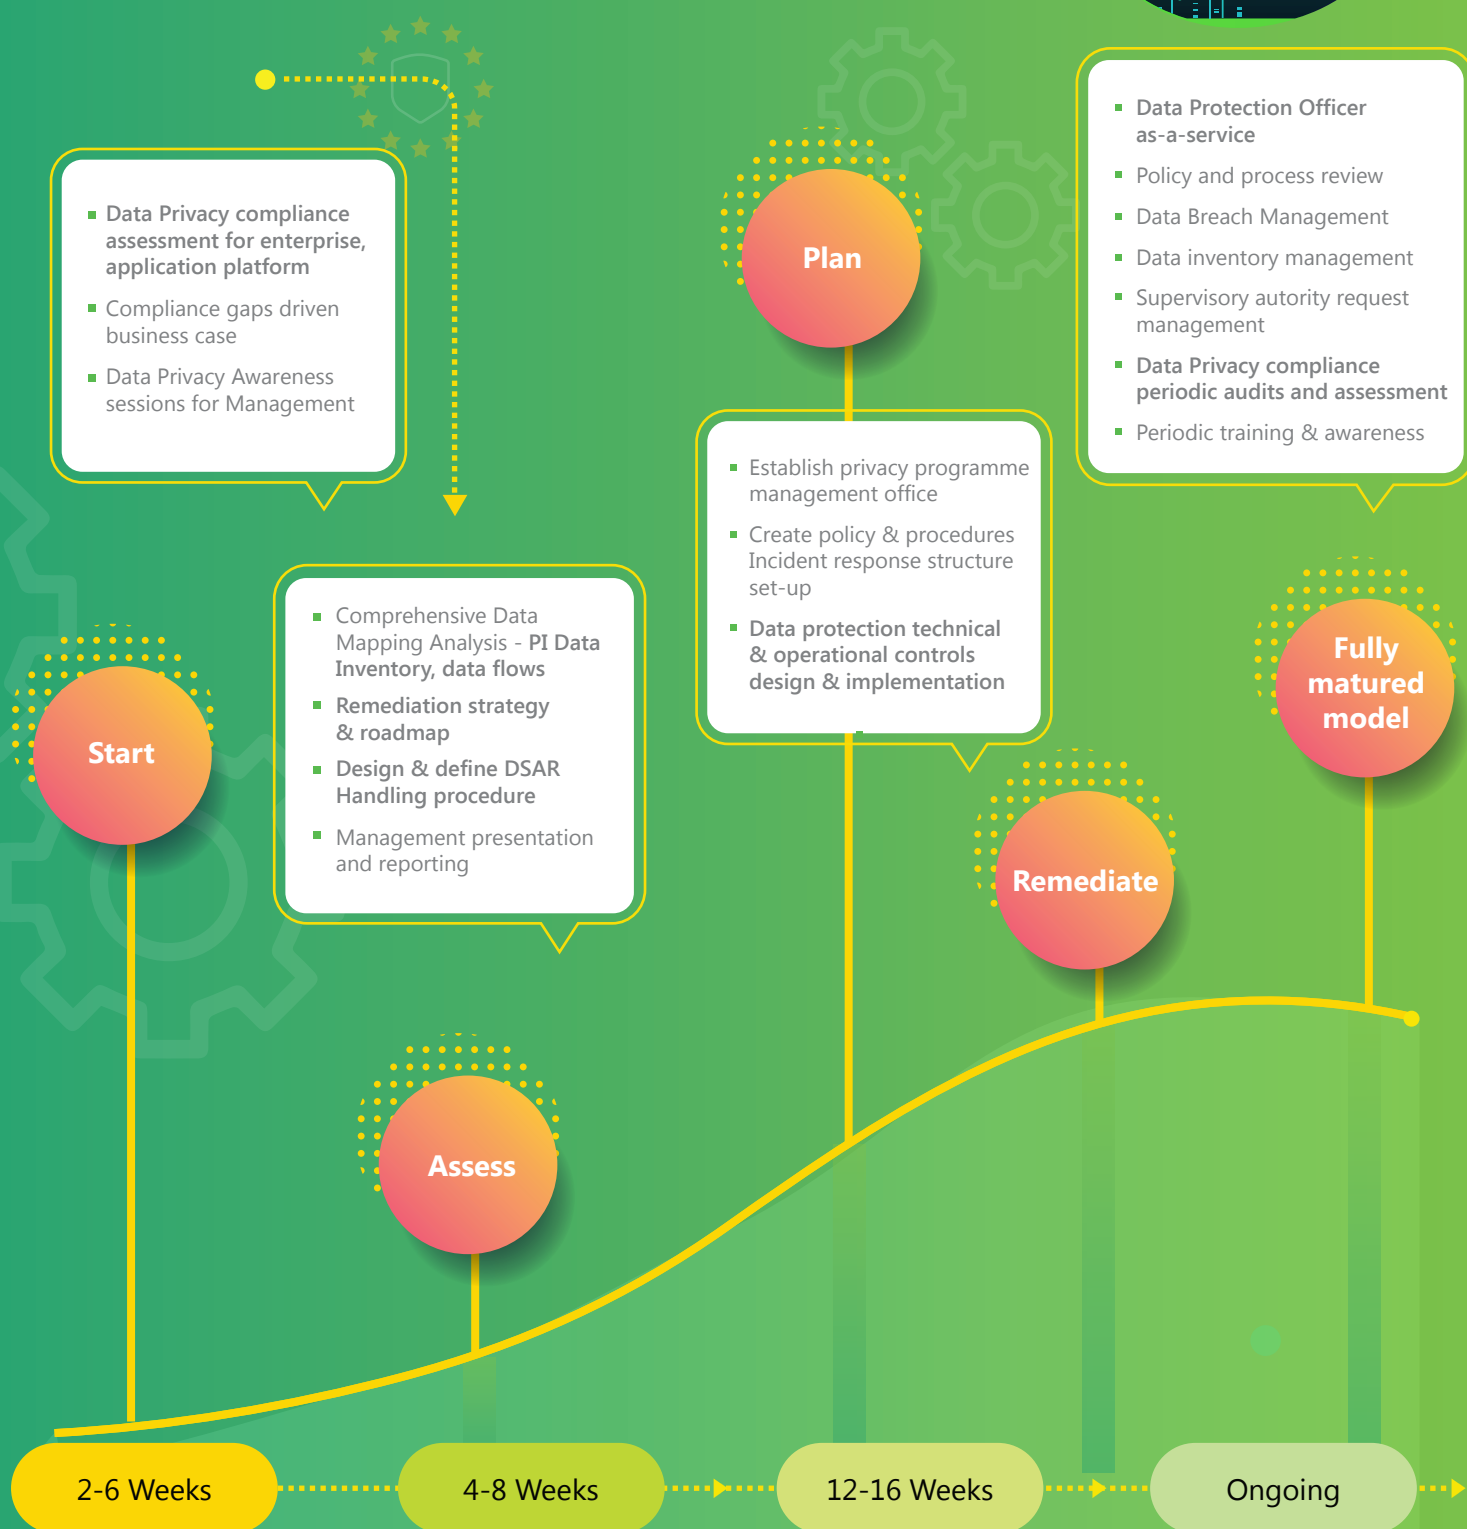 Data Privacy compliance
assessment for enterprise,
application platform
Compliance gaps driven
business case
Data Privacy Awareness
sessions for Management
Start
Comprehensive Data
Mapping Analysis - PI Data
Inventory, data flows
Remediation strategy
& roadmap
Design & define DSAR
Handling procedure
Management presentation
and reporting
Assess
Plan
Establish privacy programme
management office
Create policy & procedures
Incident response structure
set-up
Data protection technical
& operational controls
design & implementation
Remediate
Data Protection Officer
as-a-service
Policy and process review
Data Breach Management
Data inventory management
Supervisory autority request
management
Data Privacy compliance
periodic audits and assessment
Periodic training & awareness
Fully
matured
model
2-6 Weeks
4-8 Weeks
12-16 Weeks
Ongoing